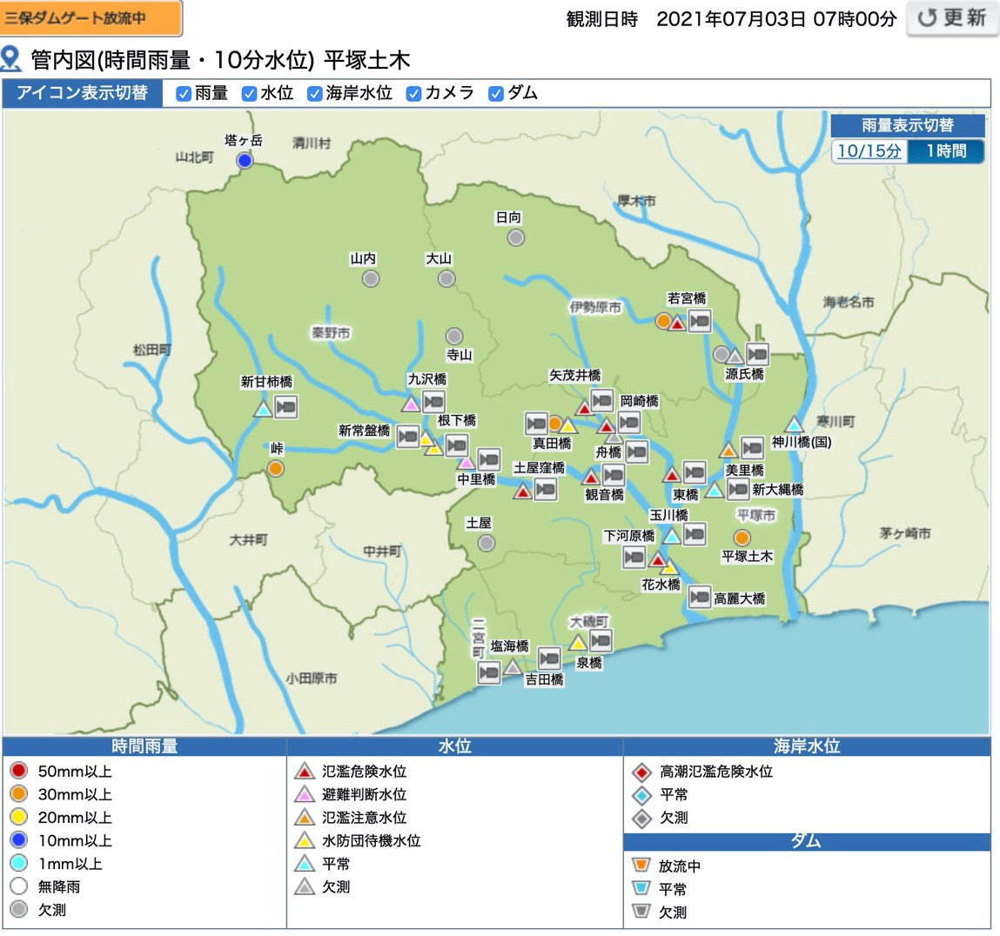 三保ダムゲート放流中
観測日時 2021年07月03日 07時00分
更新
管内図(時間雨量・10分水位) 平塚土木
アイコン表示切替
雨量
水位
海岸水位
カメラ
ダム
雨量表示切替
10/15分
1時間
塔ヶ岳
清川村
山北町
厚木市
日向
山内
大山
若宮橋
海老名市
伊勢原市
秦野市
松田町
寺山
源氏橋
新甘柿橋
九沢橋
矢茂井橋
岡崎橋
根下橋
新常盤橋
寒川町
真田橋
神川橋(国)
峠
舟橋
中里橋
土屋窪橋
美里橋
観音橋
東橋
新大縄橋
玉川橋
平塚市
土屋
下河原橋
大井町
中井町
茅ヶ崎市
平塚土木
花水橋
高麗大橋
二宮町
大磯町
塩海橋
泉橋
小田原市
吉田橋
時間雨量
50mm以上
30mm以上
20mm以上
10mm以上
1mm以上
無降雨
欠測
水位
氾濫危険水位
避難判断水位
氾濫注意水位
水防団待機水位
平常
欠測
海岸水位
高潮氾濫危険水位
平常
欠測
ダム
放流中
平常
欠測